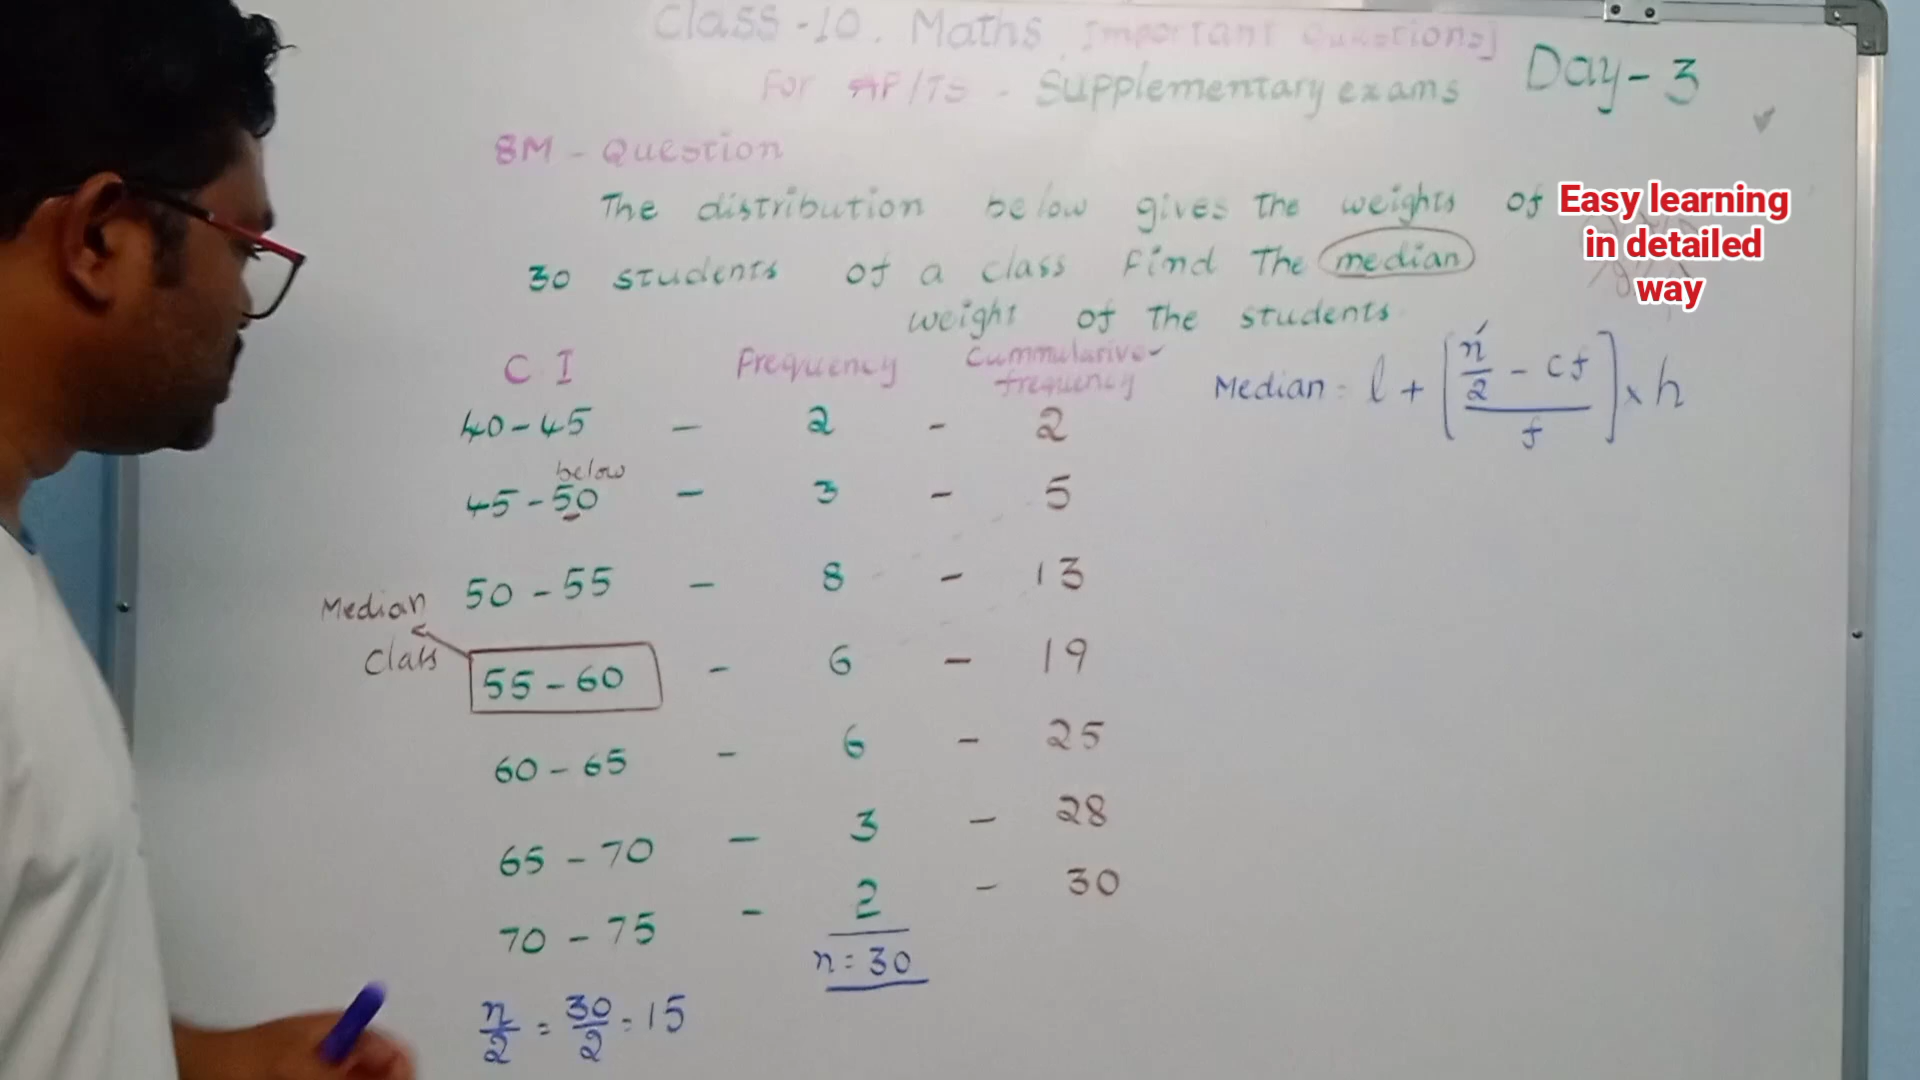 Class-10. Maths Important Questions]
For AP/TS - Supplementary exams
Day-3
8M - Question
The distribution below gives The weights of
30 students of a class Find The median
weight of The students
Easy learning
in detailed
way
C.I Frequency Cummulative frequency
Median = l + [n/2 - cf / f] x h
40-45 - 2 - 2
below
45-50 - 3 - 5
50-55 - 8 - 13
Median
Class
55-60 - 6 - 19
60-65 - 6 - 25
65-70 - 3 - 28
70-75 - 2 - 30
n = 30
n/2 = 30/2 = 15